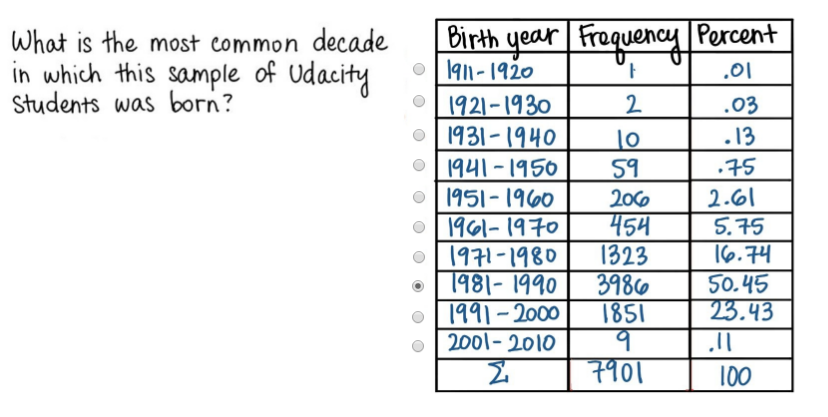 What is the most common decade
in which this sample of Udacity
Students was born?
Birth year Frequency Percent
1911-1920 1 .01
1921-1930 2 .03
1931-1940 10 .13
1941-1950 59 .75
1951-1960 206 2.61
1961-1970 454 5.75
1971-1980 1323 16.74
1981-1990 3986 50.45
1991-2000 1851 23.43
2001-2010 9 .11
Σ 7901 100